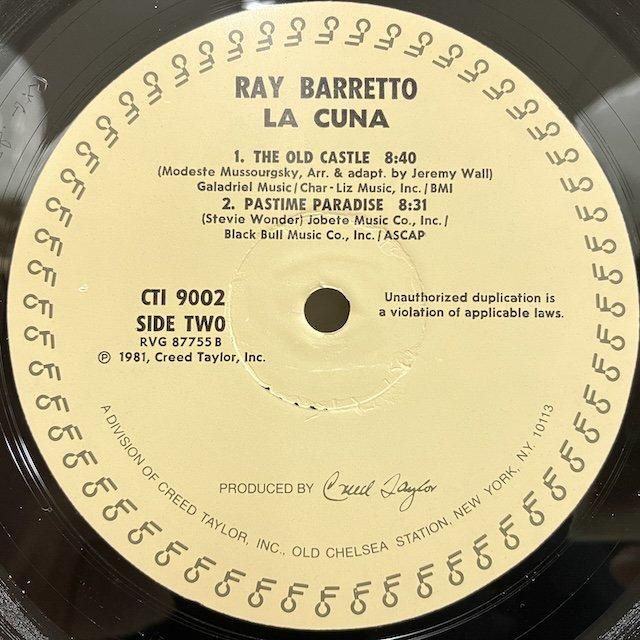 RAY BARRETTO
LA CUNA
1. THE OLD CASTLE 8:40
(Modeste Mussourgsky, Arr. & adapt. by Jeremy Wall)
Galadriel Music/Char-Liz Music, Inc./BMI
2. PASTIME PARADISE 8:31
(Stevie Wonder) Jobete Music Co., Inc./
Black Bull Music Co., Inc./ASCAP
CTI 9002
SIDE TWO
RVG 87755 B
℗ 1981, Creed Taylor, Inc.
Unauthorized duplication is
a violation of applicable laws.
PRODUCED BY Creed Taylor
A DIVISION OF CREED TAYLOR, INC., OLD CHELSEA STATION, NEW YORK, N.Y. 10113